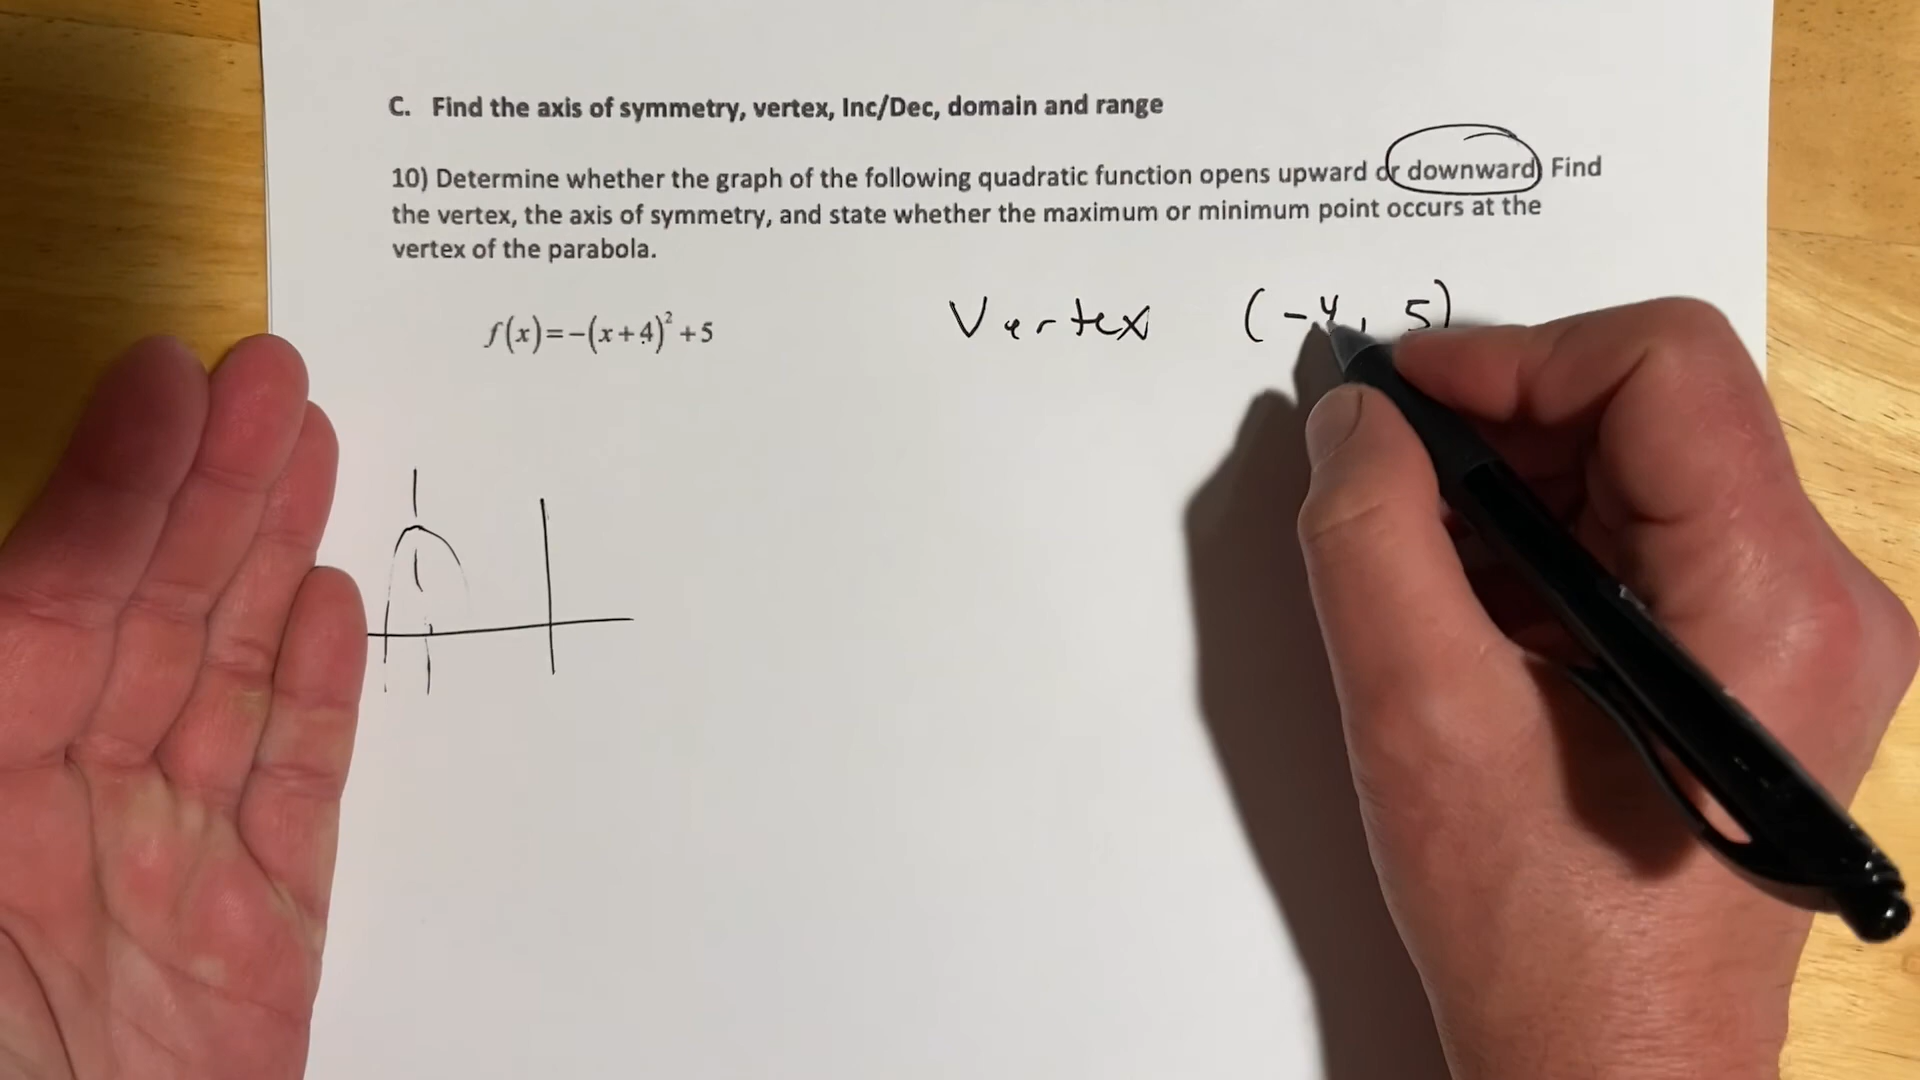 C. Find the axis of symmetry, vertex, Inc/Dec, domain and range
10) Determine whether the graph of the following quadratic function opens upward or downward. Find
the vertex, the axis of symmetry, and state whether the maximum or minimum point occurs at the
vertex of the parabola.
f(x)=-(x+4)²+5
Vertex (-4, 5)